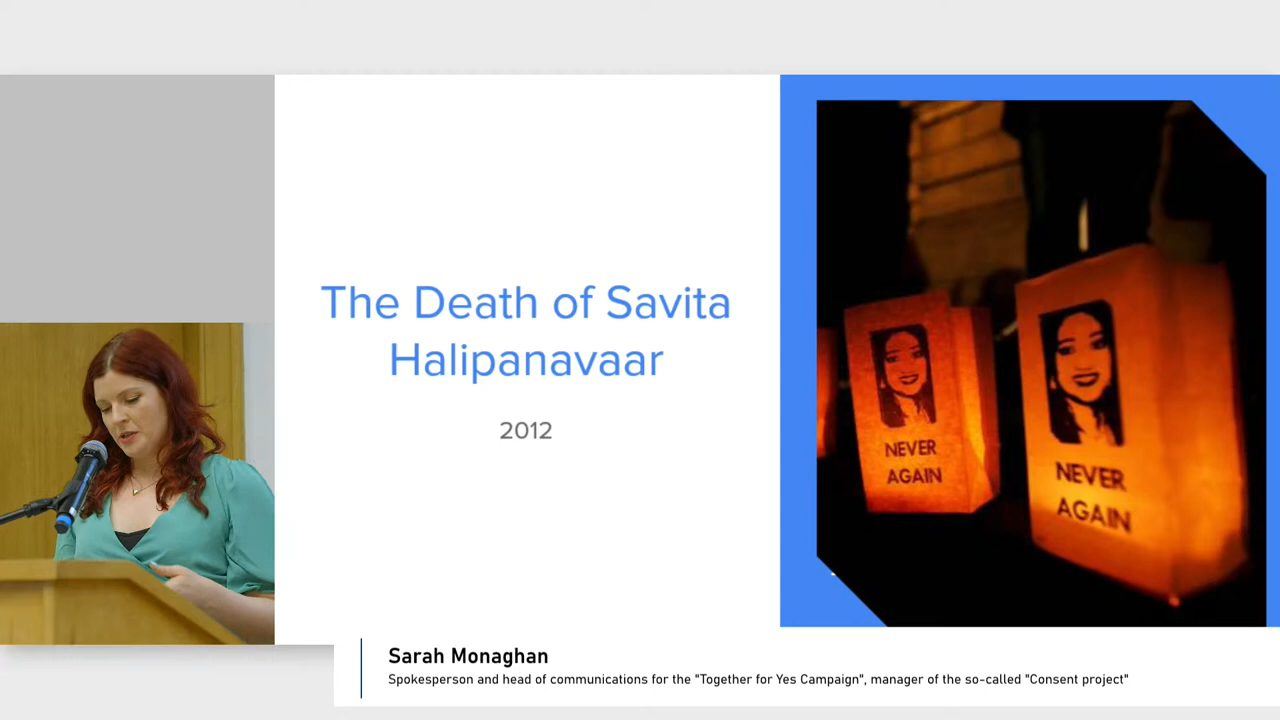 The Death of Savita
Halipanavaar
2012
NEVER
AGAIN
NEVER
AGAIN
Sarah Monaghan
Spokesperson and head of communications for the "Together for Yes Campaign", manager of the so-called "Consent project"